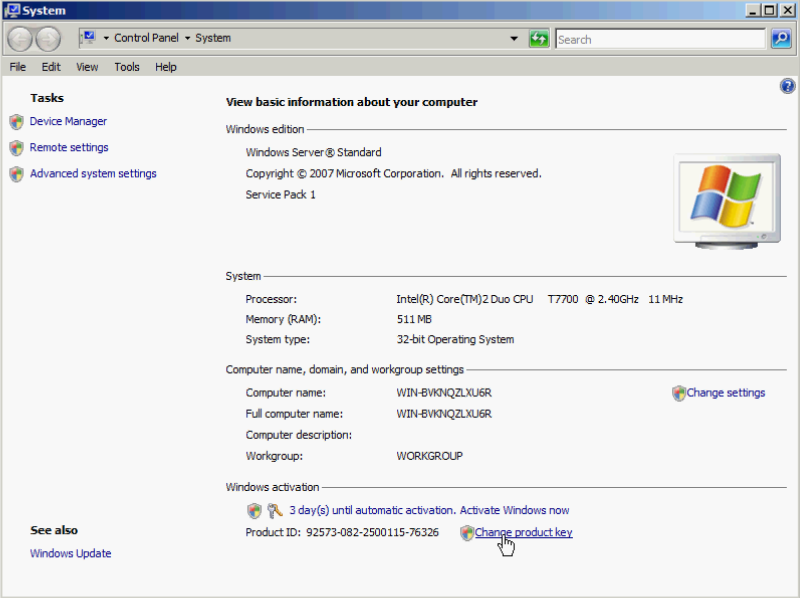 System
Control Panel System
Search
File Edit View Tools Help
Tasks
Device Manager
Remote settings
Advanced system settings
See also
Windows Update
View basic information about your computer
Windows edition
Windows Server® Standard
Copyright © 2007 Microsoft Corporation. All rights reserved.
Service Pack 1
System
Processor: Intel(R) Core(TM)2 Duo CPU T7700 @ 2.40GHz 11 MHz
Memory (RAM): 511 MB
System type: 32-bit Operating System
Computer name, domain, and workgroup settings
Computer name: WIN-BVKNQZLXU6R Change settings
Full computer name: WIN-BVKNQZLXU6R
Computer description:
Workgroup: WORKGROUP
Windows activation
3 day(s) until automatic activation. Activate Windows now
Product ID: 92573-082-2500115-76326 Change product key